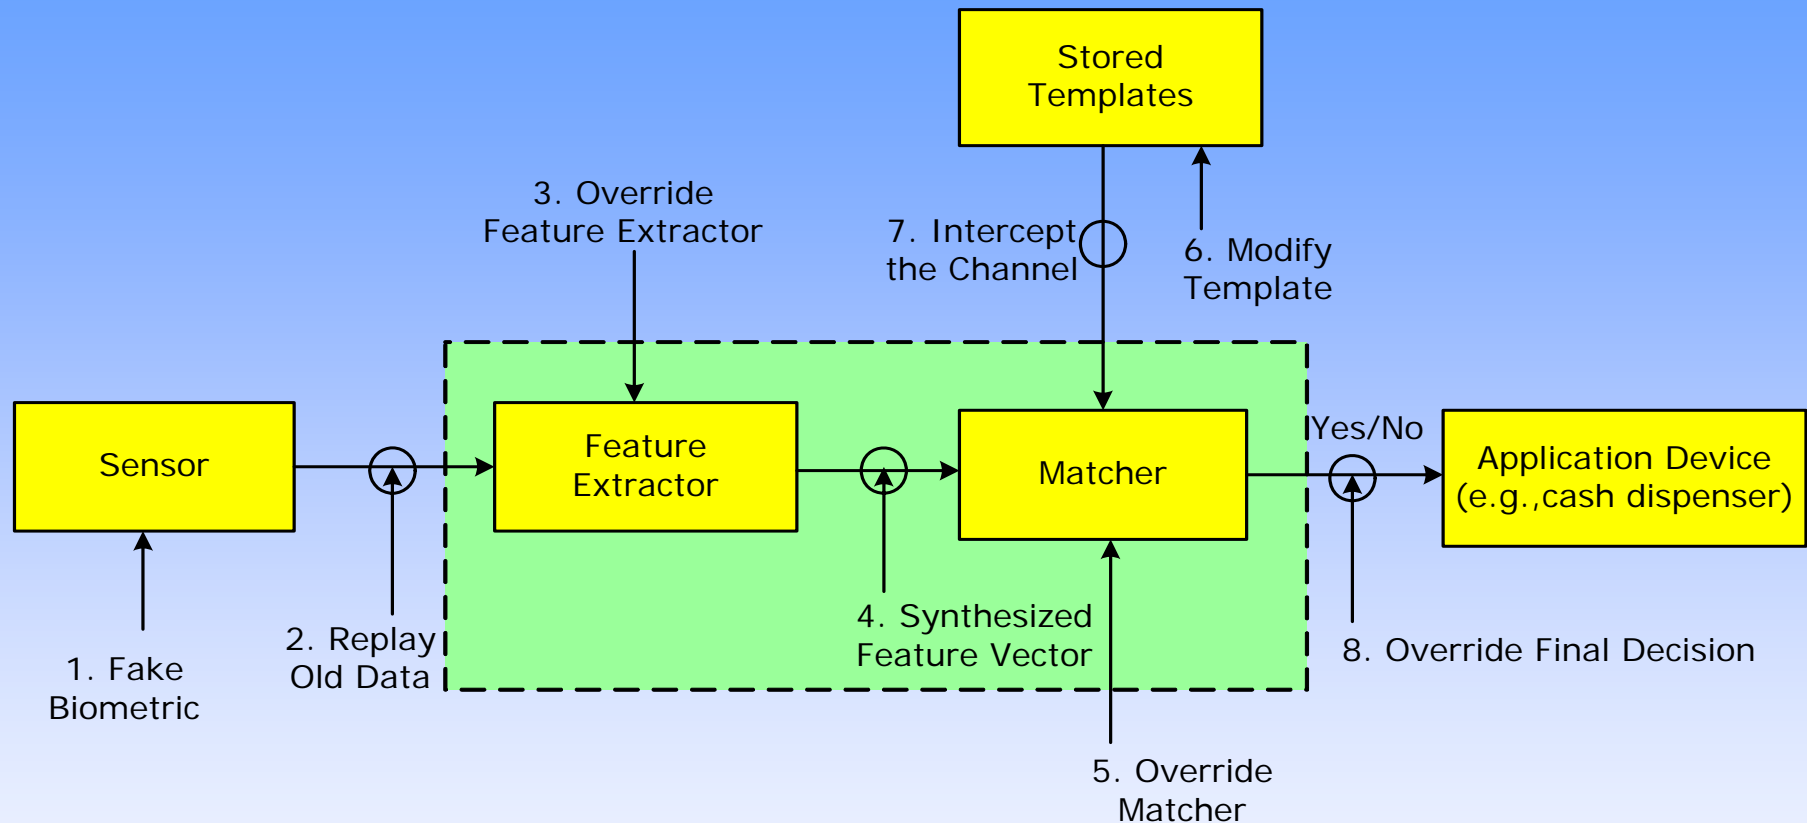 Stored
Templates
3. Override
Feature Extractor
7. Intercept
the Channel
6. Modify
Template
Sensor
Feature
Extractor
Matcher
Yes/No
Application Device
(e.g.,cash dispenser)
1. Fake
Biometric
2. Replay
Old Data
4. Synthesized
Feature Vector
8. Override Final Decision
5. Override
Matcher